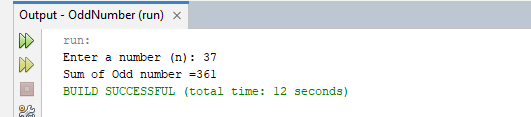 Output - OddNumber (run)
run:
Enter a number (n): 37
Sum of Odd number =361
BUILD SUCCESSFUL (total time: 12 seconds)